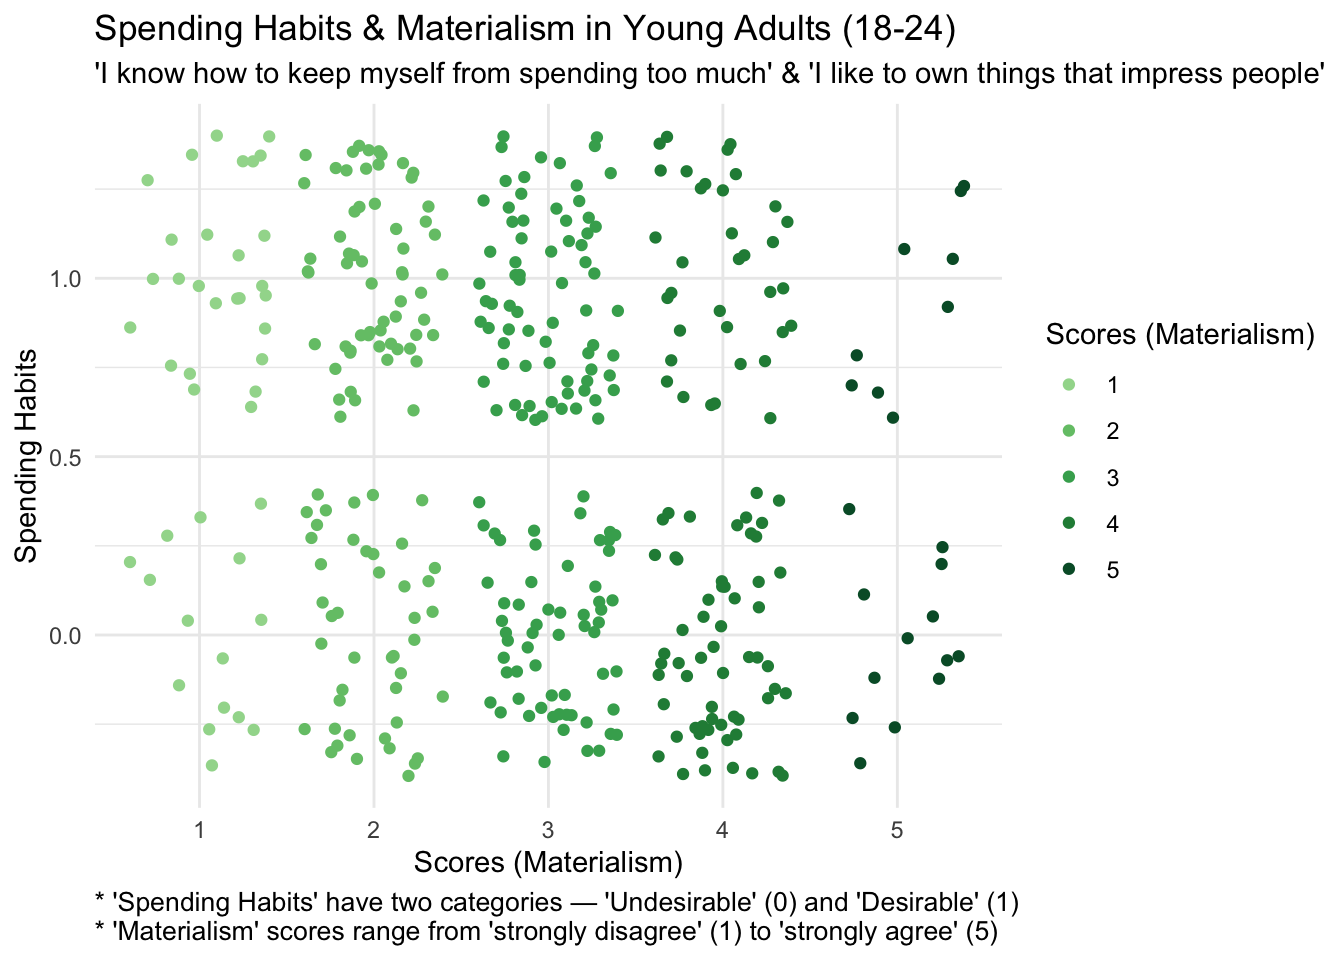 Spending Habits & Materialism in Young Adults (18-24)
'I know how to keep myself from spending too much' & 'I like to own things that impress people'
Spending Habits
1.0
0.5
0.0
1
2
3
4
5
Scores (Materialism)
Scores (Materialism)
1
2
3
4
5
* 'Spending Habits' have two categories — 'Undesirable' (0) and 'Desirable' (1)
* 'Materialism' scores range from 'strongly disagree' (1) to 'strongly agree' (5)